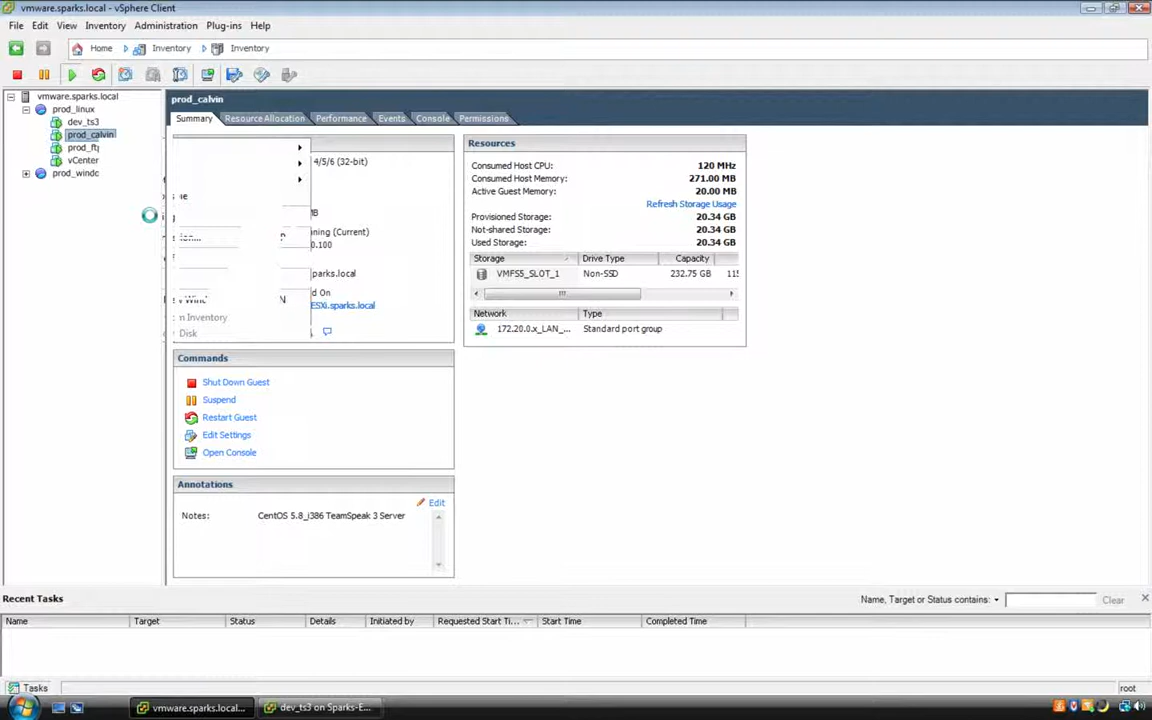 vmware.sparks.local - vSphere Client
File Edit View Inventory Administration Plug-ins Help
Home Inventory Inventory
vmware.sparks.local
prod_linux
dev_ts3
prod_calvin
prod_ftp
vCenter
prod_windc
prod_calvin
Summary Resource Allocation Performance Events Console Permissions
4/5/6 (32-bit)
MB
ning (Current)
0.100
parks.local
d On
ESXi.sparks.local
P
N
n Inventory
Disk
Resources
Consumed Host CPU: 120 MHz
Consumed Host Memory: 271.00 MB
Active Guest Memory: 20.00 MB
Refresh Storage Usage
Provisioned Storage: 20.34 GB
Not-shared Storage: 20.34 GB
Used Storage: 20.34 GB
Storage Drive Type Capacity
VMFS5_SLOT_1 Non-SSD 232.75 GB 11
Network Type
172.20.0.x_LAN_... Standard port group
Commands
Shut Down Guest
Suspend
Restart Guest
Edit Settings
Open Console
Annotations
Edit
Notes: CentOS 5.8_i386 TeamSpeak 3 Server
Recent Tasks
Name, Target or Status contains: Clear
Name Target Status Details Initiated by Requested Start Ti... Start Time Completed Time
Tasks
root
vmware.sparks.local...
dev_ts3 on Sparks-E...